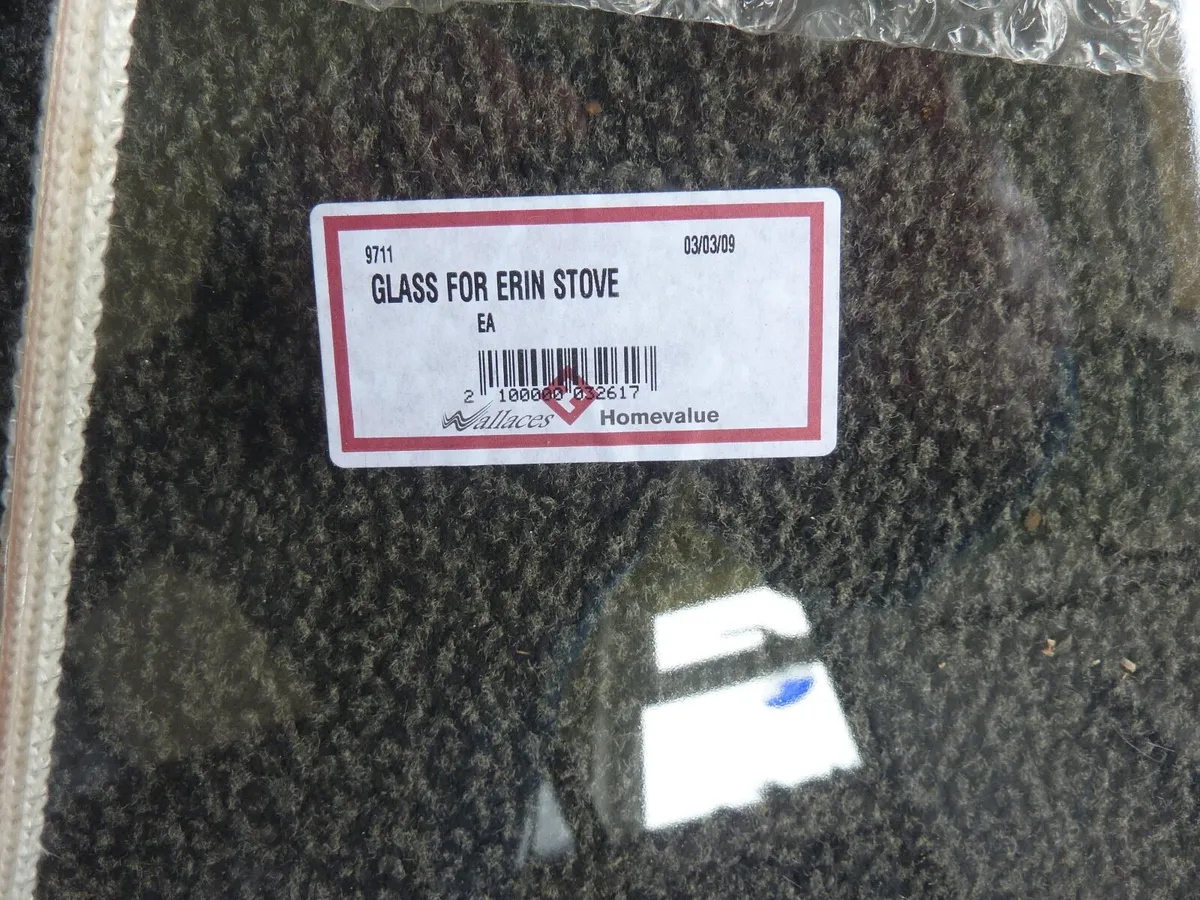 9711 03/03/09
GLASS FOR ERIN STOVE
EA
2 100000 032617
Wallaces Homevalue